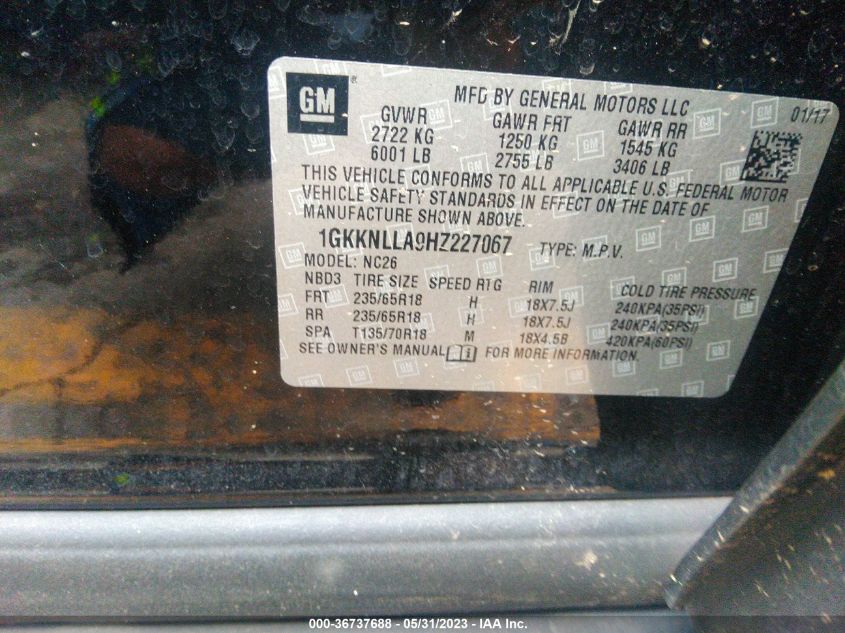 GM
®
MFD BY GENERAL MOTORS LLC
01/17
GVWR GAWR FRT GAWR RR
2722 KG 1250 KG 1545 KG
6001 LB 2755 LB 3406 LB
THIS VEHICLE CONFORMS TO ALL APPLICABLE U.S. FEDERAL MOTOR
VEHICLE SAFETY STANDARDS IN EFFECT ON THE DATE OF
MANUFACTURE SHOWN ABOVE.
1GKKNLLA9HZ227067 TYPE: M.P.V.
MODEL: NC26
NBD3 TIRE SIZE SPEED RTG RIM COLD TIRE PRESSURE
FRT 235/65R18 H 18X7.5J 240KPA(35PSI)
RR 235/65R18 H 18X7.5J 240KPA(35PSI)
SPA T135/70R18 M 18X4.5B 420KPA(60PSI)
SEE OWNER'S MANUAL FOR MORE INFORMATION.
000-36737688 - 05/31/2023 - IAA Inc.